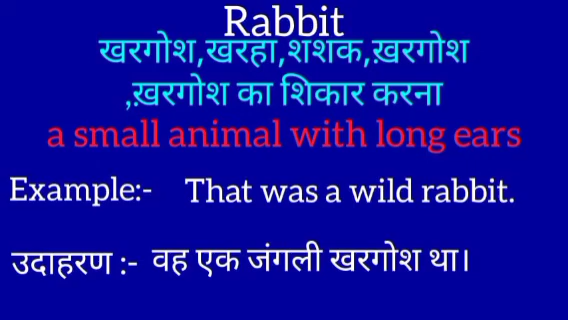 Rabbit
खरगोश,खरहा,शशक,ख़रगोश
,ख़रगोश का शिकार करना
a small animal with long ears
Example:- That was a wild rabbit.
उदाहरण :- वह एक जंगली खरगोश था।